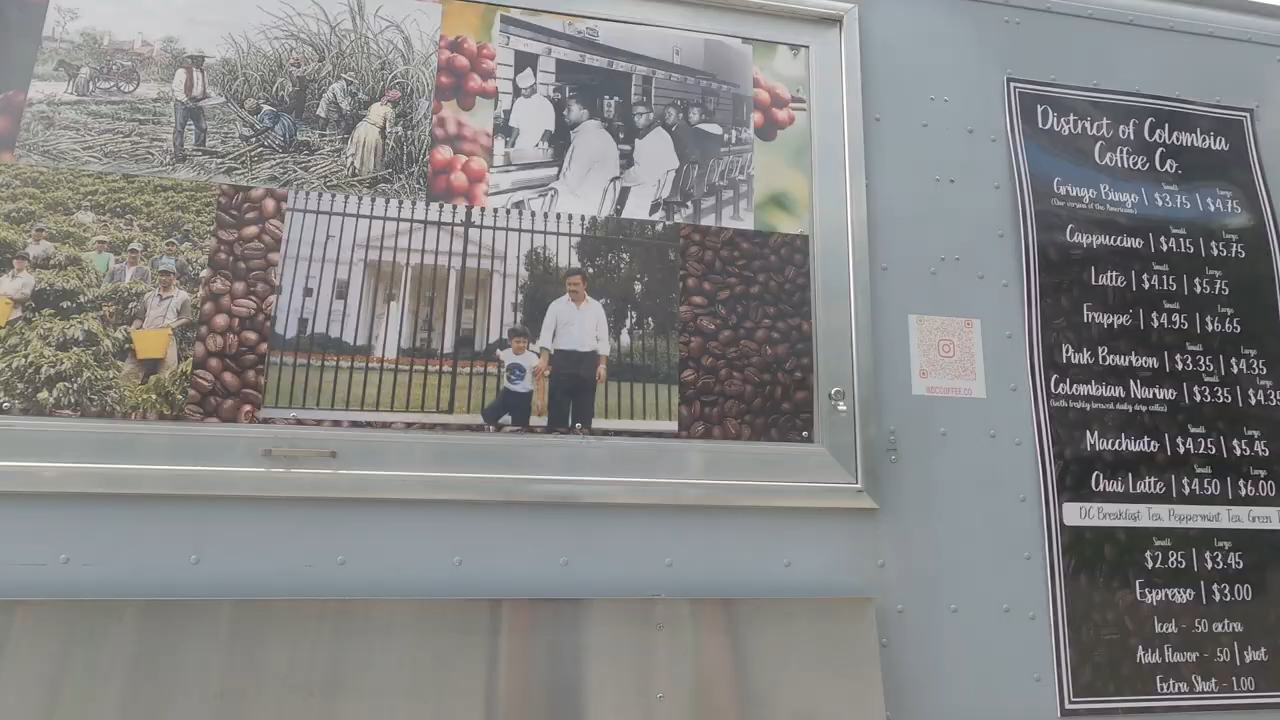 District of Colombia
Coffee Co.
Small Large
Gringo Bingo | $3.75 | $4.75
(Our version of the Americano)
Small Large
Cappuccino | $4.15 | $5.75
Small Large
Latte | $4.15 | $5.75
Small Large
Frappe' | $4.95 | $6.65
Small Large
Pink Bourbon | $3.35 | $4.35
Small Large
Colombian Narino | $3.35 | $4.35
(both freshly brewed daily drip coffee)
Small Large
Macchiato | $4.25 | $5.45
Small Large
Chai Latte | $4.50 | $6.00
DC Breakfast Tea, Peppermint Tea, Green T
Small Large
$2.85 | $3.45
Espresso | $3.00
Iced - .50 extra
Add Flavor - .50 | shot
Extra Shot - 1.00
@DCCOFFEE.CO